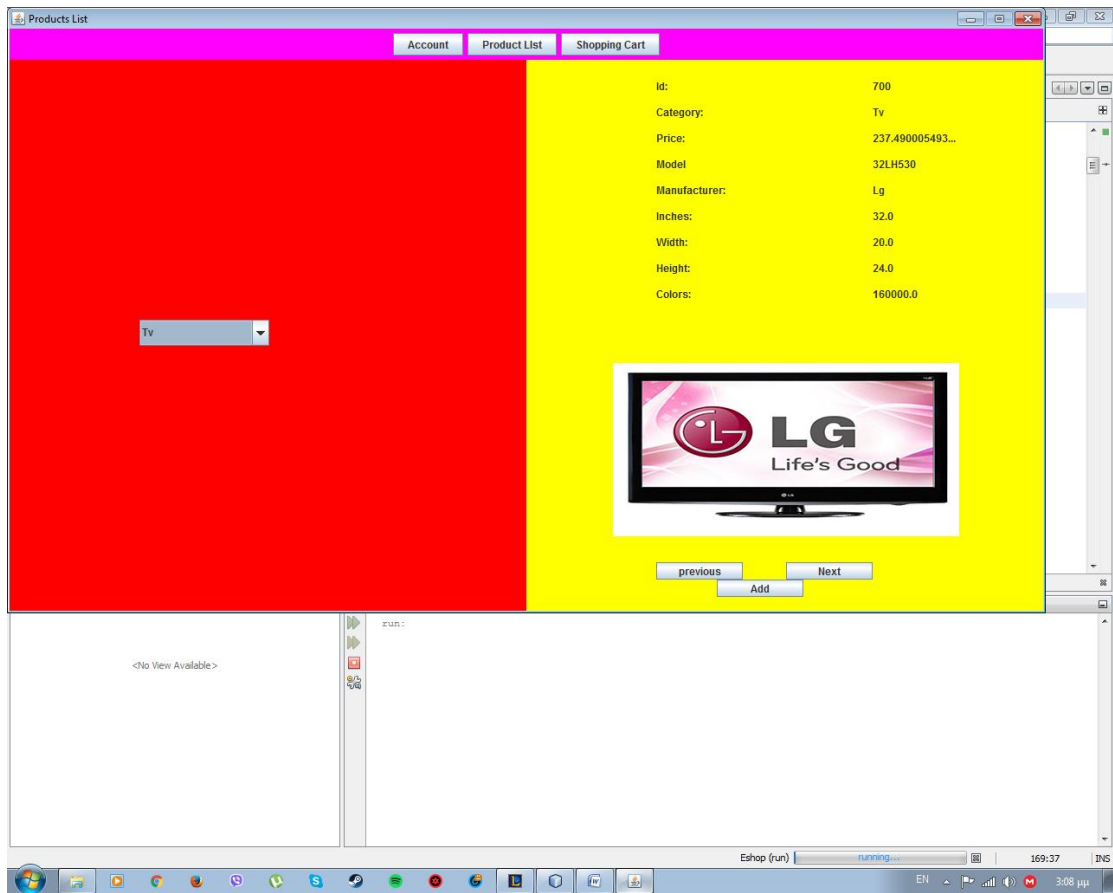 Products List
Account Product LIst Shopping Cart
Id: 700
Category: Tv
Price: 237.490005493...
Model 32LH530
Manufacturer: Lg
Inches: 32.0
Width: 20.0
Height: 24.0
Colors: 160000.0
Tv
LG
LG
Life's Good
LG
previous Next
Add
run:
<No View Available>
Eshop (run) running... 169:37 INS
EN 3:08 μμ